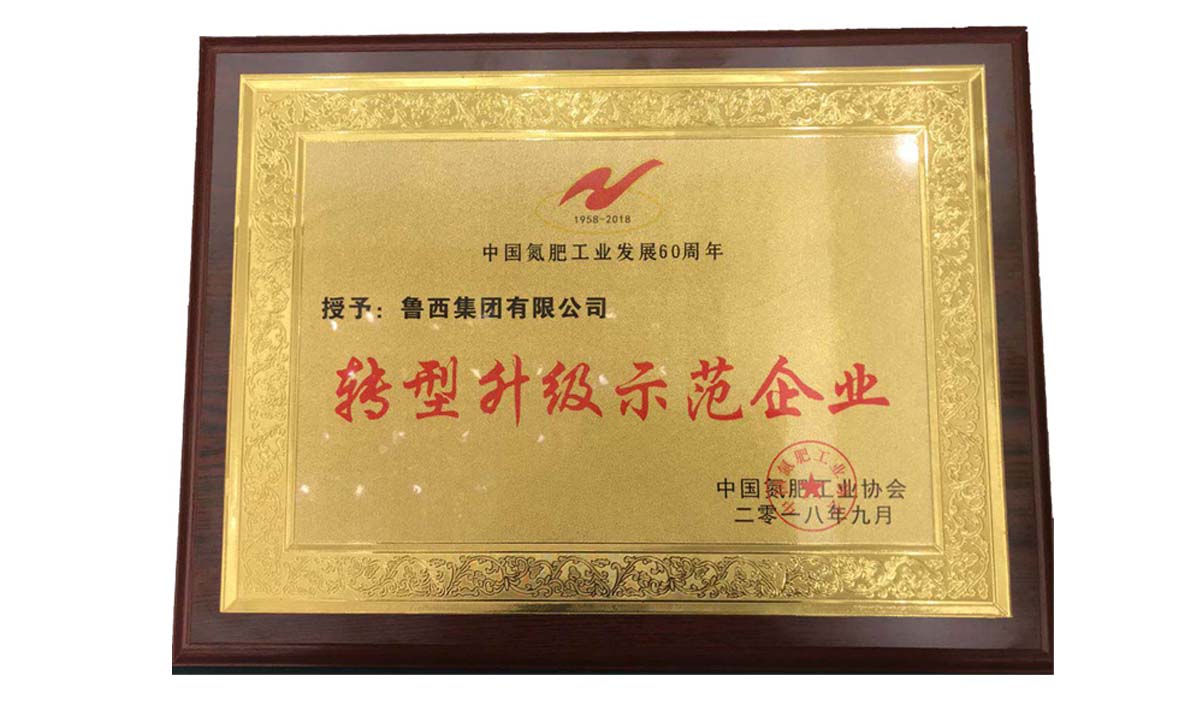 1958-2018
中国氮肥工业发展60周年
授予：鲁西集团有限公司
转型升级示范企业
中国氮肥工业协会
二零一八年九月